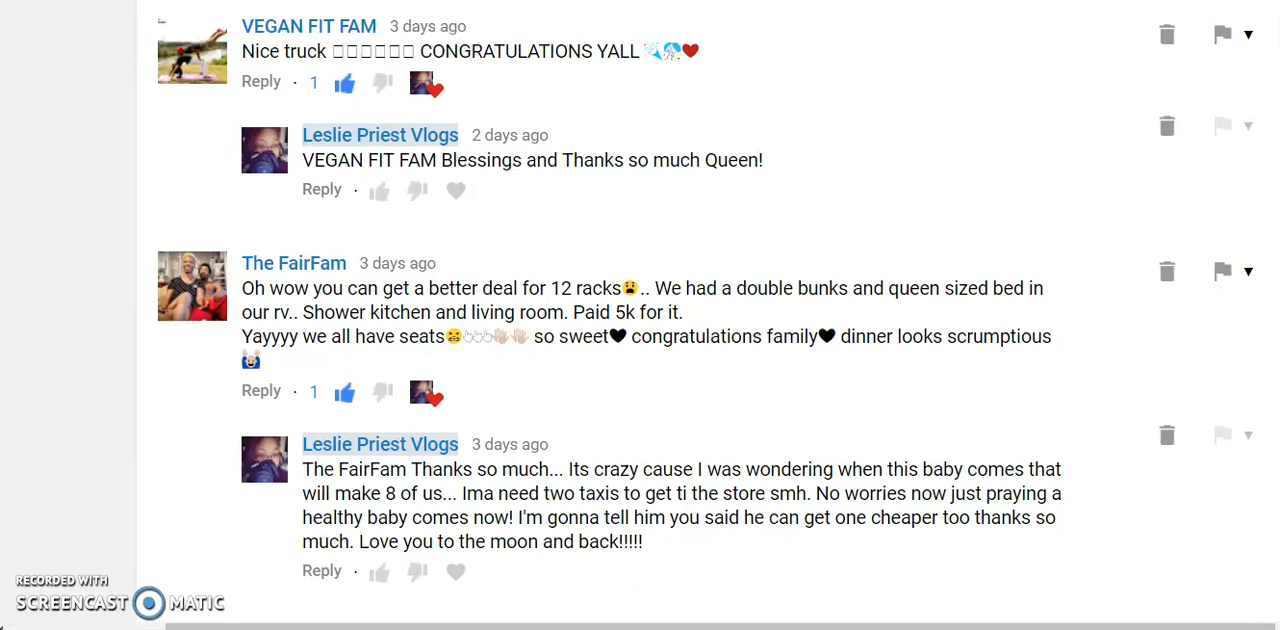 VEGAN FIT FAM 3 days ago
Nice truck □□□□□□ CONGRATULATIONS YALL ❤
Reply · 1
Leslie Priest Vlogs 2 days ago
VEGAN FIT FAM Blessings and Thanks so much Queen!
Reply ·
The FairFam 3 days ago
Oh wow you can get a better deal for 12 racks😫.. We had a double bunks and queen sized bed in
our rv.. Shower kitchen and living room. Paid 5k for it.
Yayyyy we all have seats😫👆🏻👆🏻👆🏻👋🏼👋🏼 so sweet🖤 congratulations family🖤 dinner looks scrumptious
🙌🏼
Reply · 1
Leslie Priest Vlogs 3 days ago
The FairFam Thanks so much... Its crazy cause I was wondering when this baby comes that
will make 8 of us... Ima need two taxis to get ti the store smh. No worries now just praying a
healthy baby comes now! I'm gonna tell him you said he can get one cheaper too thanks so
much. Love you to the moon and back!!!!!
Reply ·
RECORDED WITH
SCREENCAST MATIC